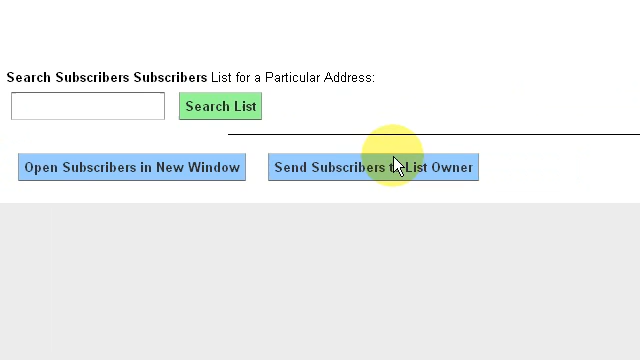 Search Subscribers Subscribers List for a Particular Address:
Search List
Open Subscribers in New Window Send Subscribers to List Owner